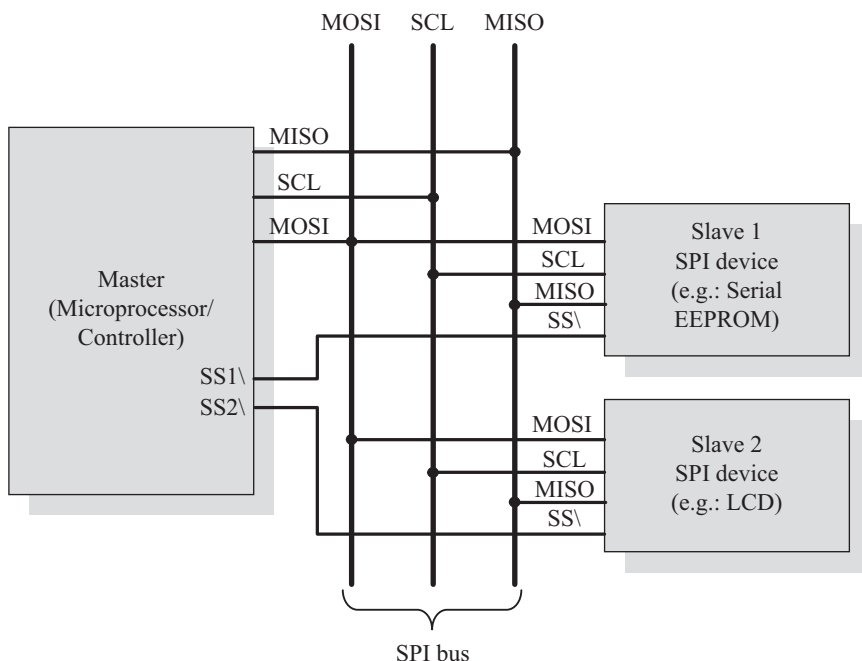 MOSI SCL MISO
MISO
SCL
MOSI
Master
(Microprocessor/
Controller)
SS1\
SS2\
MOSI
SCL
MISO
SS\
Slave 1
SPI device
(e.g.: Serial
EEPROM)
MOSI
SCL
MISO
SS\
Slave 2
SPI device
(e.g.: LCD)
SPI bus